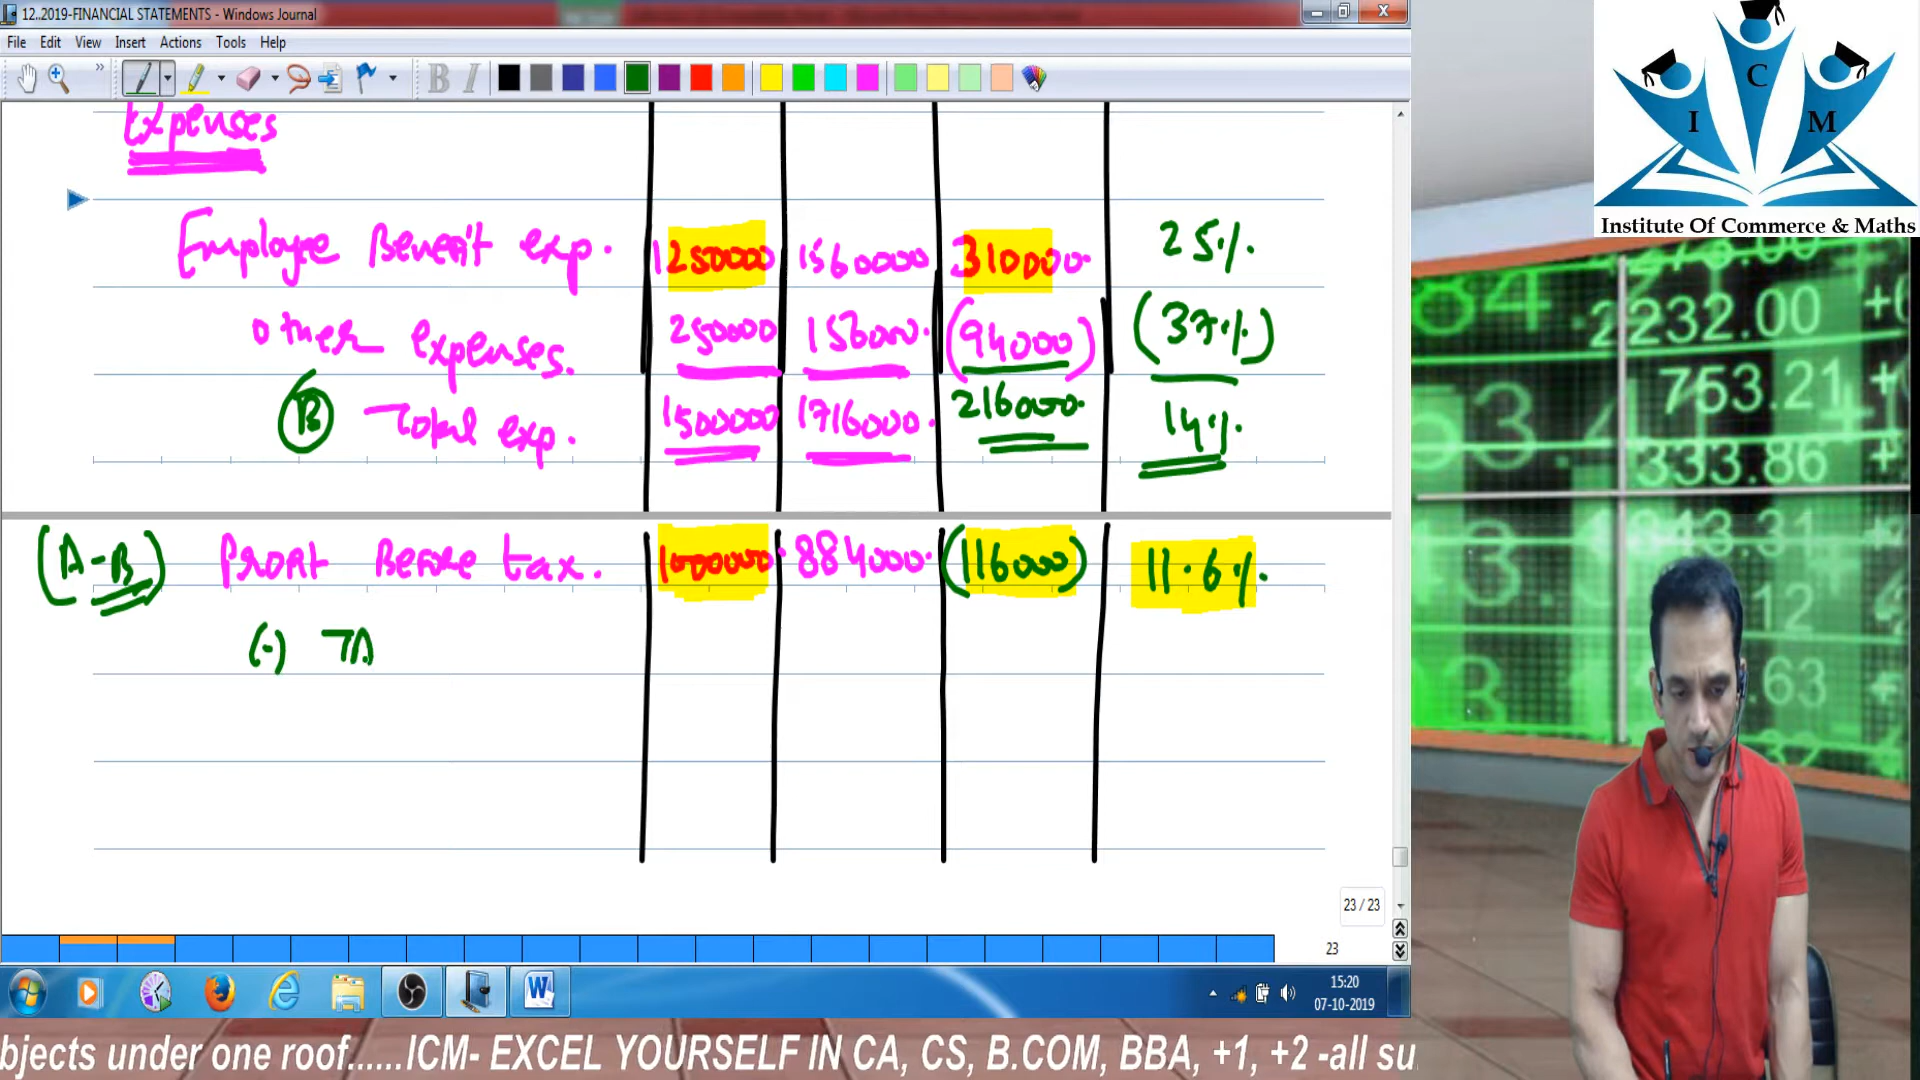 12..2019-FINANCIAL STATEMENTS - Windows Journal
File Edit View Insert Actions Tools Help
B I
Expenses
Employee Benefit exp. 1250000 1560000 310000 25%
other expenses. 250000 156000 (94000) (37%)
(B) Total exp. 1500000 1716000 216000 14%
(A-B) Profit Before tax. 1000000 884000 (116000) 11.6%
(-) TA
23 / 23
23
15:20
07-10-2019
I C M
Institute Of Commerce & Maths
2232.00
753.21
333.86
bjects under one roof......ICM- EXCEL YOURSELF IN CA, CS, B.COM, BBA, +1, +2 -all su